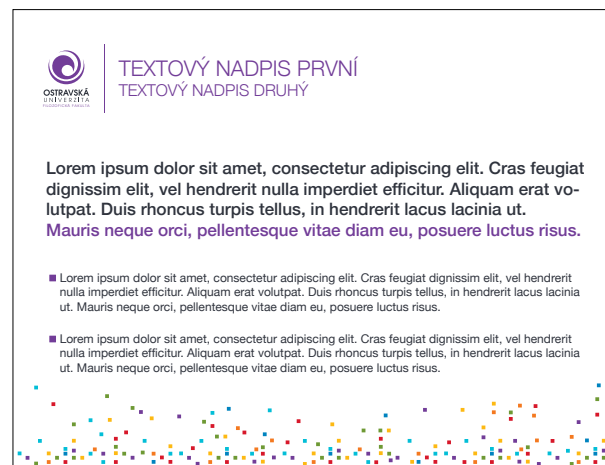 OSTRAVSKÁ
UNIVERZITA
FILOZOFICKÁ FAKULTA
TEXTOVÝ NADPIS PRVNÍ
TEXTOVÝ NADPIS DRUHÝ
Lorem ipsum dolor sit amet, consectetur adipiscing elit. Cras feugiat
dignissim elit, vel hendrerit nulla imperdiet efficitur. Aliquam erat vo-
lutpat. Duis rhoncus turpis tellus, in hendrerit lacus lacinia ut.
Mauris neque orci, pellentesque vitae diam eu, posuere luctus risus.
Lorem ipsum dolor sit amet, consectetur adipiscing elit. Cras feugiat dignissim elit, vel hendrerit
nulla imperdiet efficitur. Aliquam erat volutpat. Duis rhoncus turpis tellus, in hendrerit lacus lacinia
ut. Mauris neque orci, pellentesque vitae diam eu, posuere luctus risus.
Lorem ipsum dolor sit amet, consectetur adipiscing elit. Cras feugiat dignissim elit, vel hendrerit
nulla imperdiet efficitur. Aliquam erat volutpat. Duis rhoncus turpis tellus, in hendrerit lacus lacinia
ut. Mauris neque orci, pellentesque vitae diam eu, posuere luctus risus.